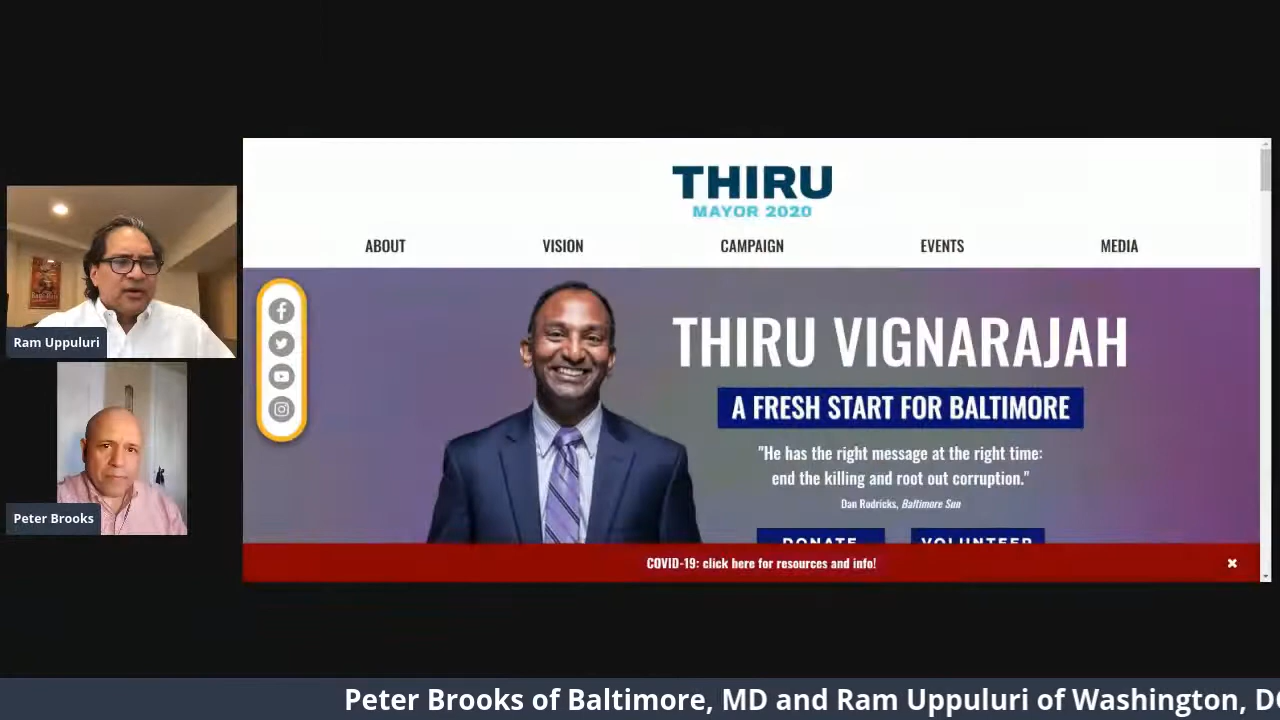 THIRU
MAYOR 2020
ABOUT
VISION
CAMPAIGN
EVENTS
MEDIA
THIRU VIGNARAJAH
A FRESH START FOR BALTIMORE
"He has the right message at the right time:
end the killing and root out corruption."
Dan Rodricks, Baltimore Sun
DONATE
VOLUNTEER
COVID-19: click here for resources and info!
Ram Uppuluri
Peter Brooks
Peter Brooks of Baltimore, MD and Ram Uppuluri of Washington, D